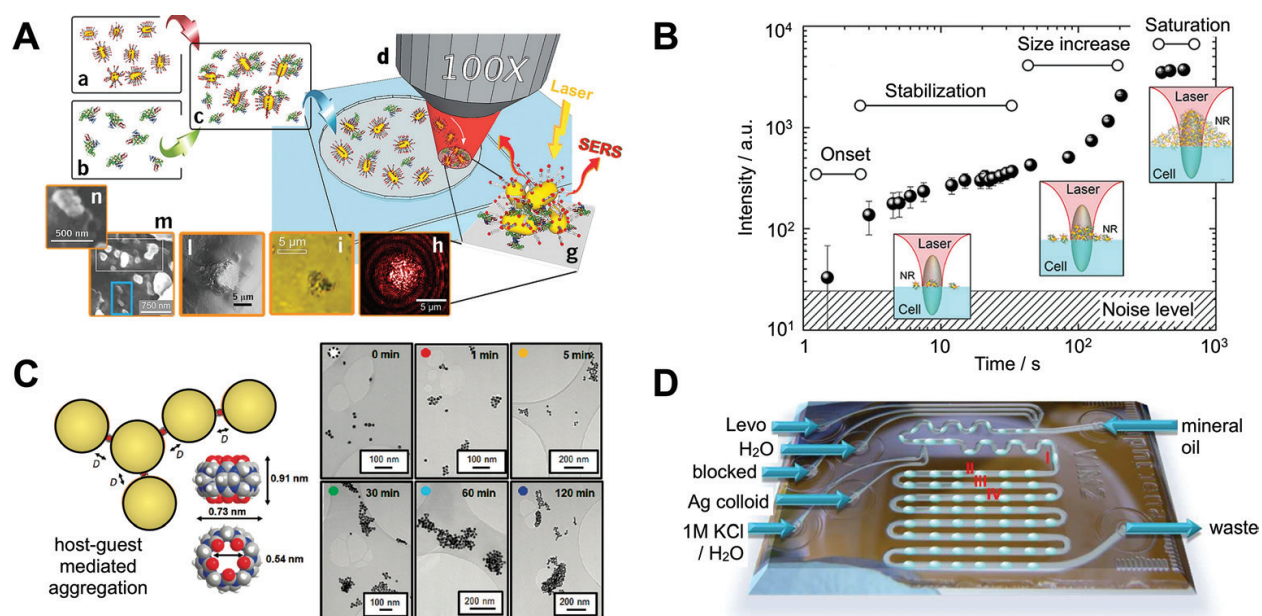 A
a
b
c
d
100X
Laser
SERS
g
n
500 nm
m
750 nm
l
5 µm
i
5 µm
h
5 µm
B
Intensity / a.u.
10⁴
10³
10²
10¹
Onset
Stabilization
Size increase
Saturation
Laser
NR
Cell
Laser
NR
Cell
Laser
NR
Cell
Noise level
1
10
10²
10³
Time / s
C
D
D
D
0.91 nm
0.73 nm
0.54 nm
host-guest
mediated
aggregation
0 min
100 nm
1 min
100 nm
5 min
200 nm
30 min
100 nm
60 min
200 nm
120 min
200 nm
D
Levo
H₂O
blocked
Ag colloid
1M KCl
/ H₂O
mineral
oil
waste
I
II
III
IV